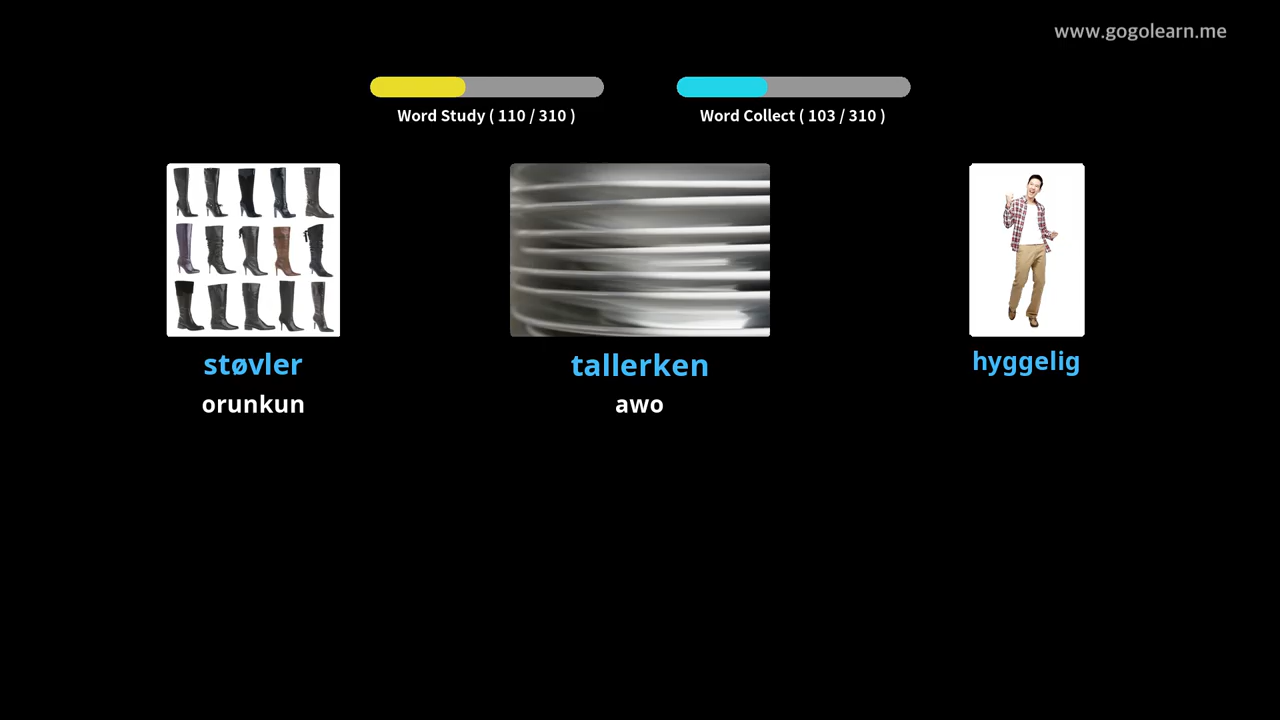 www.gogolearn.me
Word Study ( 110 / 310 )
Word Collect ( 103 / 310 )
støvler
tallerken
hyggelig
orunkun
awo